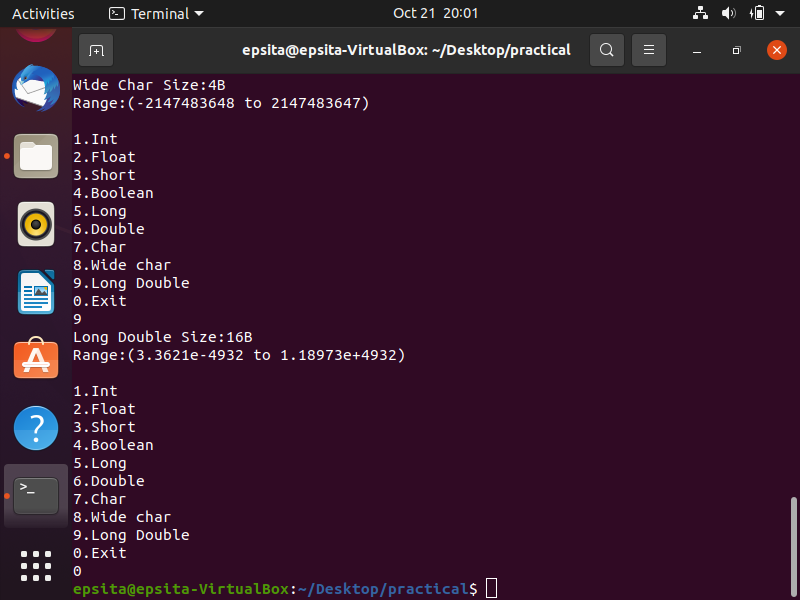 Activities Terminal Oct 21 20:01
epsita@epsita-VirtualBox: ~/Desktop/practical
Wide Char Size:4B
Range:(-2147483648 to 2147483647)
1.Int
2.Float
3.Short
4.Boolean
5.Long
6.Double
7.Char
8.Wide char
9.Long Double
0.Exit
9
Long Double Size:16B
Range:(3.3621e-4932 to 1.18973e+4932)
1.Int
2.Float
3.Short
4.Boolean
5.Long
6.Double
7.Char
8.Wide char
9.Long Double
0.Exit
0
epsita@epsita-VirtualBox:~/Desktop/practical$